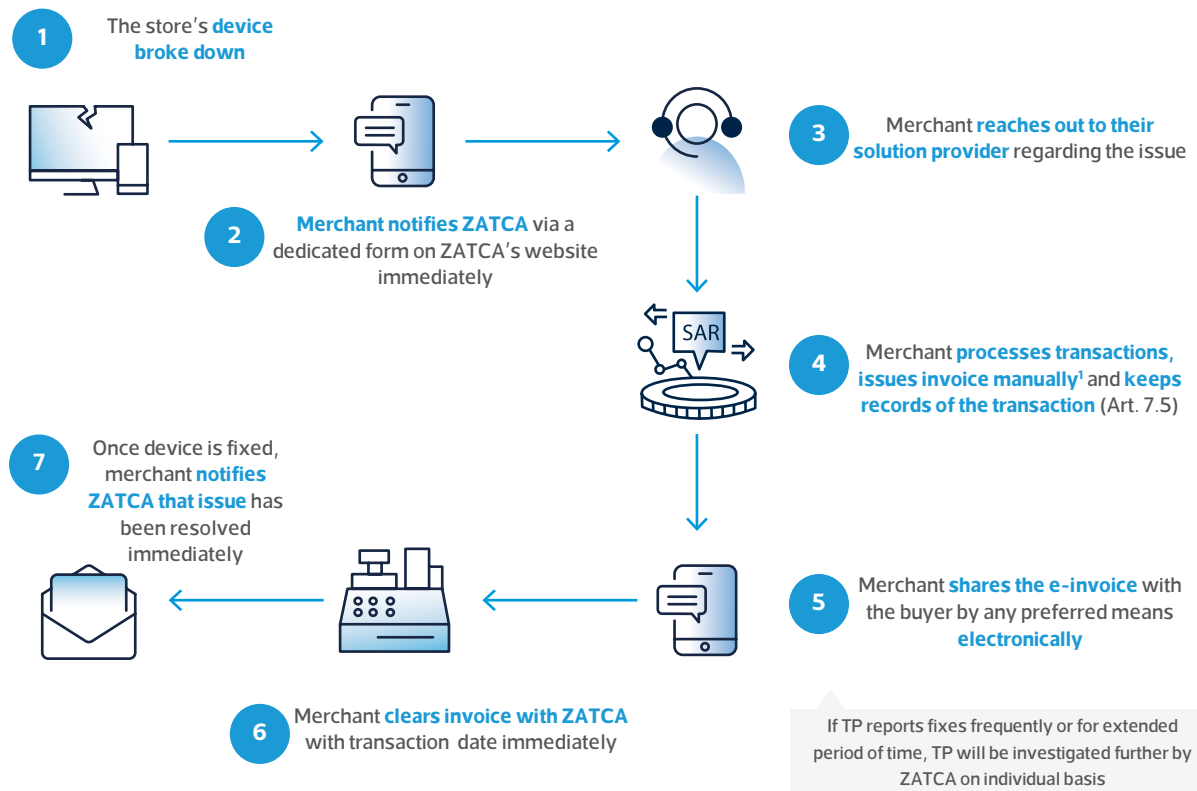 1
The store's device
broke down
2
Merchant notifies ZATCA via a
dedicated form on ZATCA's website
immediately
3
Merchant reaches out to their
solution provider regarding the issue
SAR
4
Merchant processes transactions,
issues invoice manually¹ and keeps
records of the transaction (Art. 7.5)
5
Merchant shares the e-invoice with
the buyer by any preferred means
electronically
6
Merchant clears invoice with ZATCA
with transaction date immediately
7
Once device is fixed,
merchant notifies
ZATCA that issue has
been resolved
immediately
If TP reports fixes frequently or for extended
period of time, TP will be investigated further by
ZATCA on individual basis